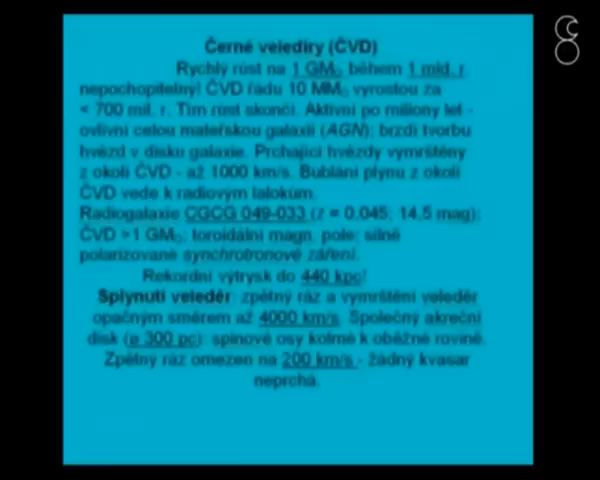 Černé veledíry (ČVD)
Rychlý růst na 1 GM☉ během 1 mld. r.
nepochopitelný! ČVD řádu 10 MM☉ vyrostou za
< 700 mil. r. Tím růst skončí. Aktivní po miliony let -
ovlivní celou mateřskou galaxii (AGN); brzdí tvorbu
hvězd v disku galaxie. Prchající hvězdy vymrštěny
z okolí ČVD - až 1000 km/s. Bublání plynu z okolí
ČVD vede k rádiovým lalokům.
Radiogalaxie CGCG 049-033 (z = 0,045; 14,5 mag);
ČVD >1 GM☉; toroidální magn. pole; silně
polarizované synchrotronové záření.
Rekordní výtrysk do 440 kpc!
Splynutí veleděr: zpětný ráz a vymrštění veleděr
opačným směrem až 4000 km/s. Společný akreční
disk (ø 300 pc): spinové osy kolmé k oběžné rovině.
Zpětný ráz omezen na 200 km/s - žádný kvasar
neprchá.